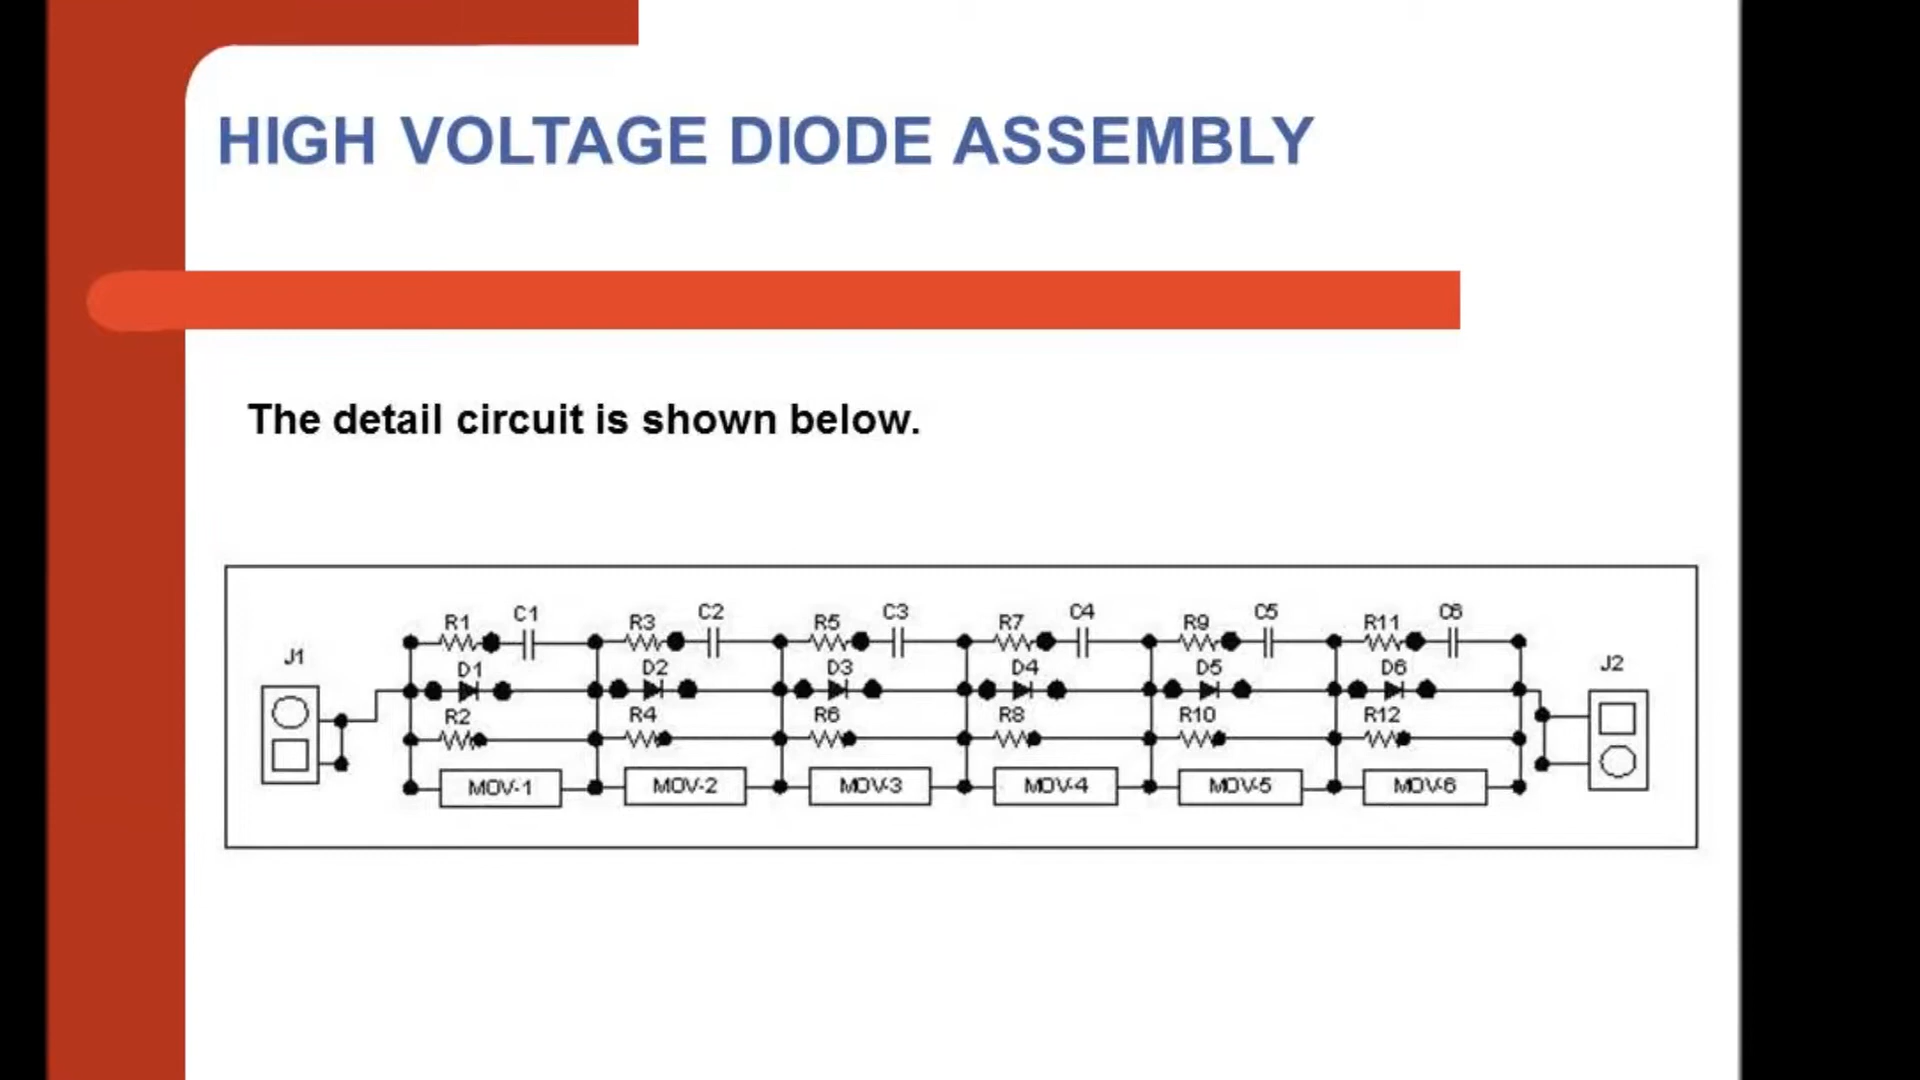 HIGH VOLTAGE DIODE ASSEMBLY
The detail circuit is shown below.
R1 C1 R3 C2 R5 C3 R7 C4 R9 C5 R11 C6
J1 D1 D2 D3 D4 D5 D6 J2
R2 R4 R6 R8 R10 R12
MOV-1 MOV-2 MOV-3 MOV-4 MOV-5 MOV-6